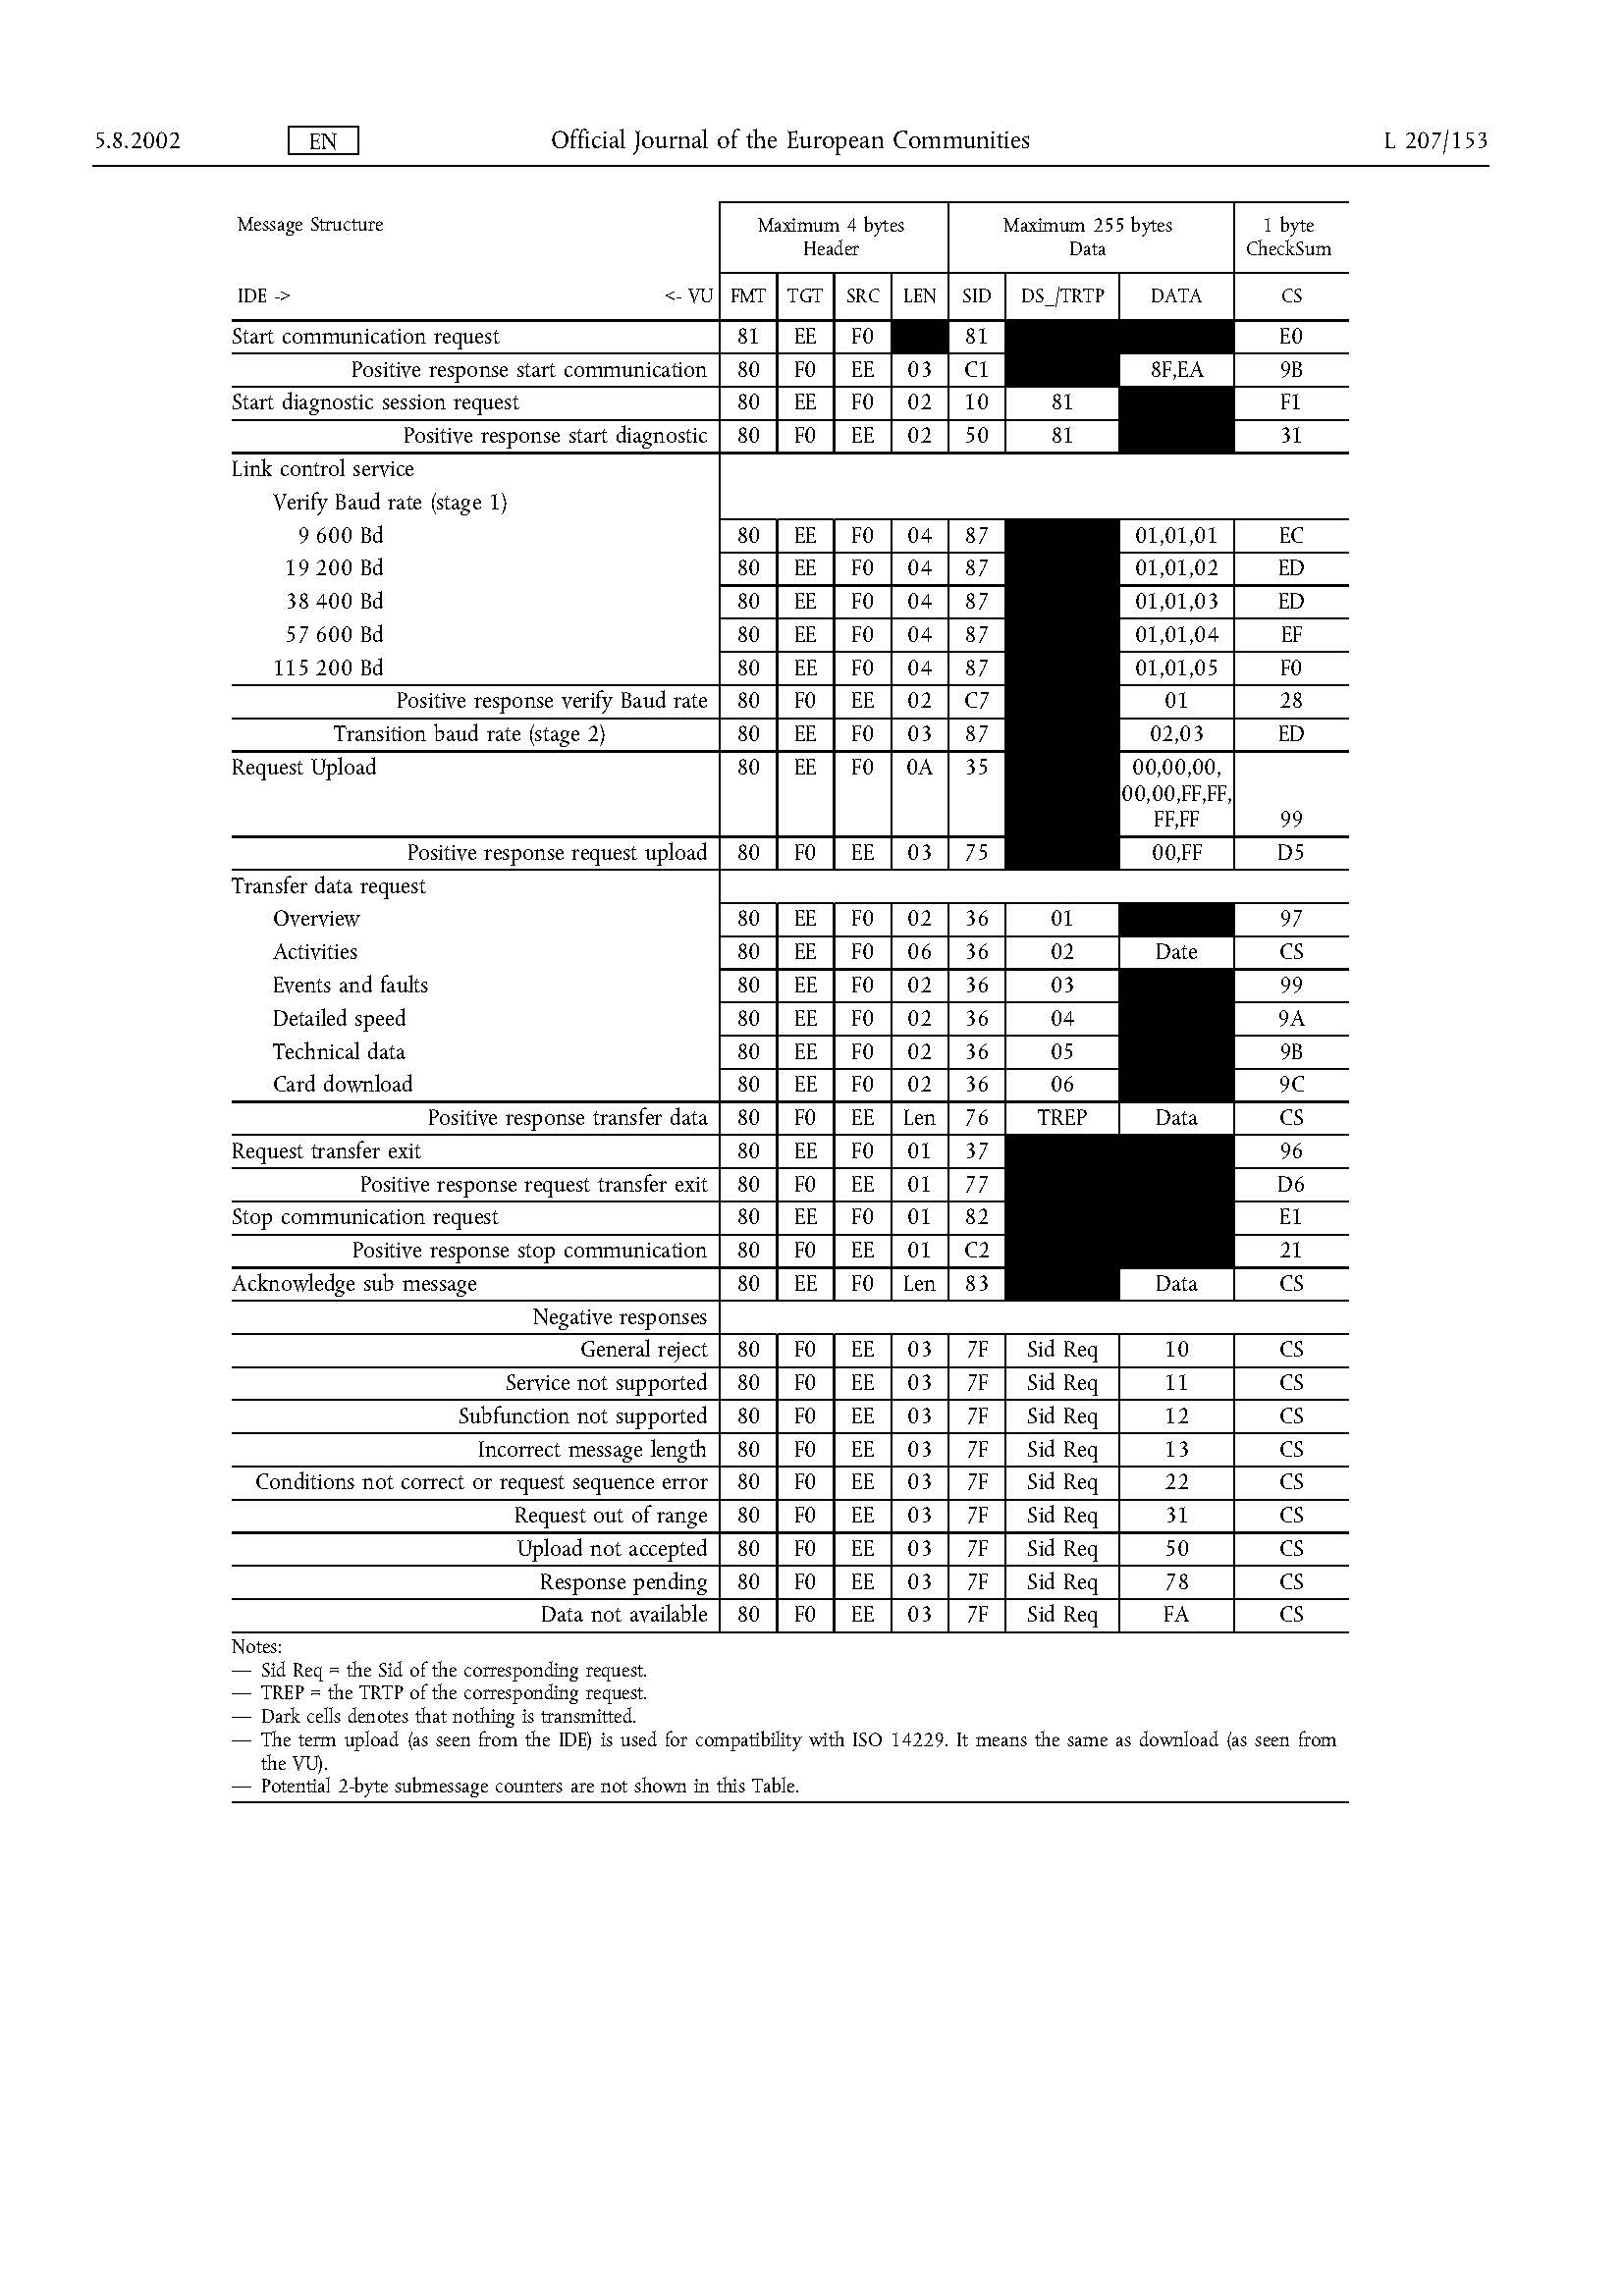 5.8.2002 EN Official Journal of the European Communities L 207/153
Message Structure Maximum 4 bytes Maximum 255 bytes 1 byte
Header Data CheckSum
IDE -> <- VU FMT TGT SRC LEN SID DS_/TRTP DATA CS
Start communication request 81 EE F0 81 E0
Positive response start communication 80 F0 EE 03 C1 8F,EA 9B
Start diagnostic session request 80 EE F0 02 10 81 F1
Positive response start diagnostic 80 F0 EE 02 50 81 31
Link control service
Verify Baud rate (stage 1)
9 600 Bd 80 EE F0 04 87 01,01,01 EC
19 200 Bd 80 EE F0 04 87 01,01,02 ED
38 400 Bd 80 EE F0 04 87 01,01,03 ED
57 600 Bd 80 EE F0 04 87 01,01,04 EF
115 200 Bd 80 EE F0 04 87 01,01,05 F0
Positive response verify Baud rate 80 F0 EE 02 C7 01 28
Transition baud rate (stage 2) 80 EE F0 03 87 02,03 ED
Request Upload 80 EE F0 0A 35 00,00,00,
00,00,FF,FF,
FF,FF 99
Positive response request upload 80 F0 EE 03 75 00,FF D5
Transfer data request
Overview 80 EE F0 02 36 01 97
Activities 80 EE F0 06 36 02 Date CS
Events and faults 80 EE F0 02 36 03 99
Detailed speed 80 EE F0 02 36 04 9A
Technical data 80 EE F0 02 36 05 9B
Card download 80 EE F0 02 36 06 9C
Positive response transfer data 80 F0 EE Len 76 TREP Data CS
Request transfer exit 80 EE F0 01 37 96
Positive response request transfer exit 80 F0 EE 01 77 D6
Stop communication request 80 EE F0 01 82 E1
Positive response stop communication 80 F0 EE 01 C2 21
Acknowledge sub message 80 EE F0 Len 83 Data CS
Negative responses
General reject 80 F0 EE 03 7F Sid Req 10 CS
Service not supported 80 F0 EE 03 7F Sid Req 11 CS
Subfunction not supported 80 F0 EE 03 7F Sid Req 12 CS
Incorrect message length 80 F0 EE 03 7F Sid Req 13 CS
Conditions not correct or request sequence error 80 F0 EE 03 7F Sid Req 22 CS
Request out of range 80 F0 EE 03 7F Sid Req 31 CS
Upload not accepted 80 F0 EE 03 7F Sid Req 50 CS
Response pending 80 F0 EE 03 7F Sid Req 78 CS
Data not available 80 F0 EE 03 7F Sid Req FA CS
Notes:
— Sid Req = the Sid of the corresponding request.
— TREP = the TRTP of the corresponding request.
— Dark cells denotes that nothing is transmitted.
— The term upload (as seen from the IDE) is used for compatibility with ISO 14229. It means the same as download (as seen from
the VU).
— Potential 2-byte submessage counters are not shown in this Table.